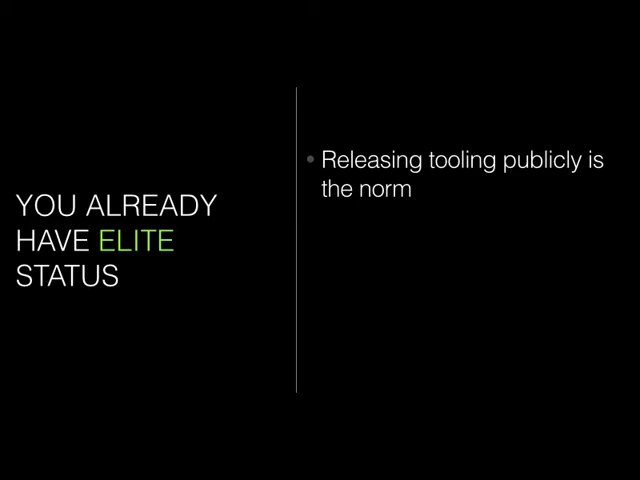 YOU ALREADY
HAVE ELITE
STATUS
• Releasing tooling publicly is
the norm